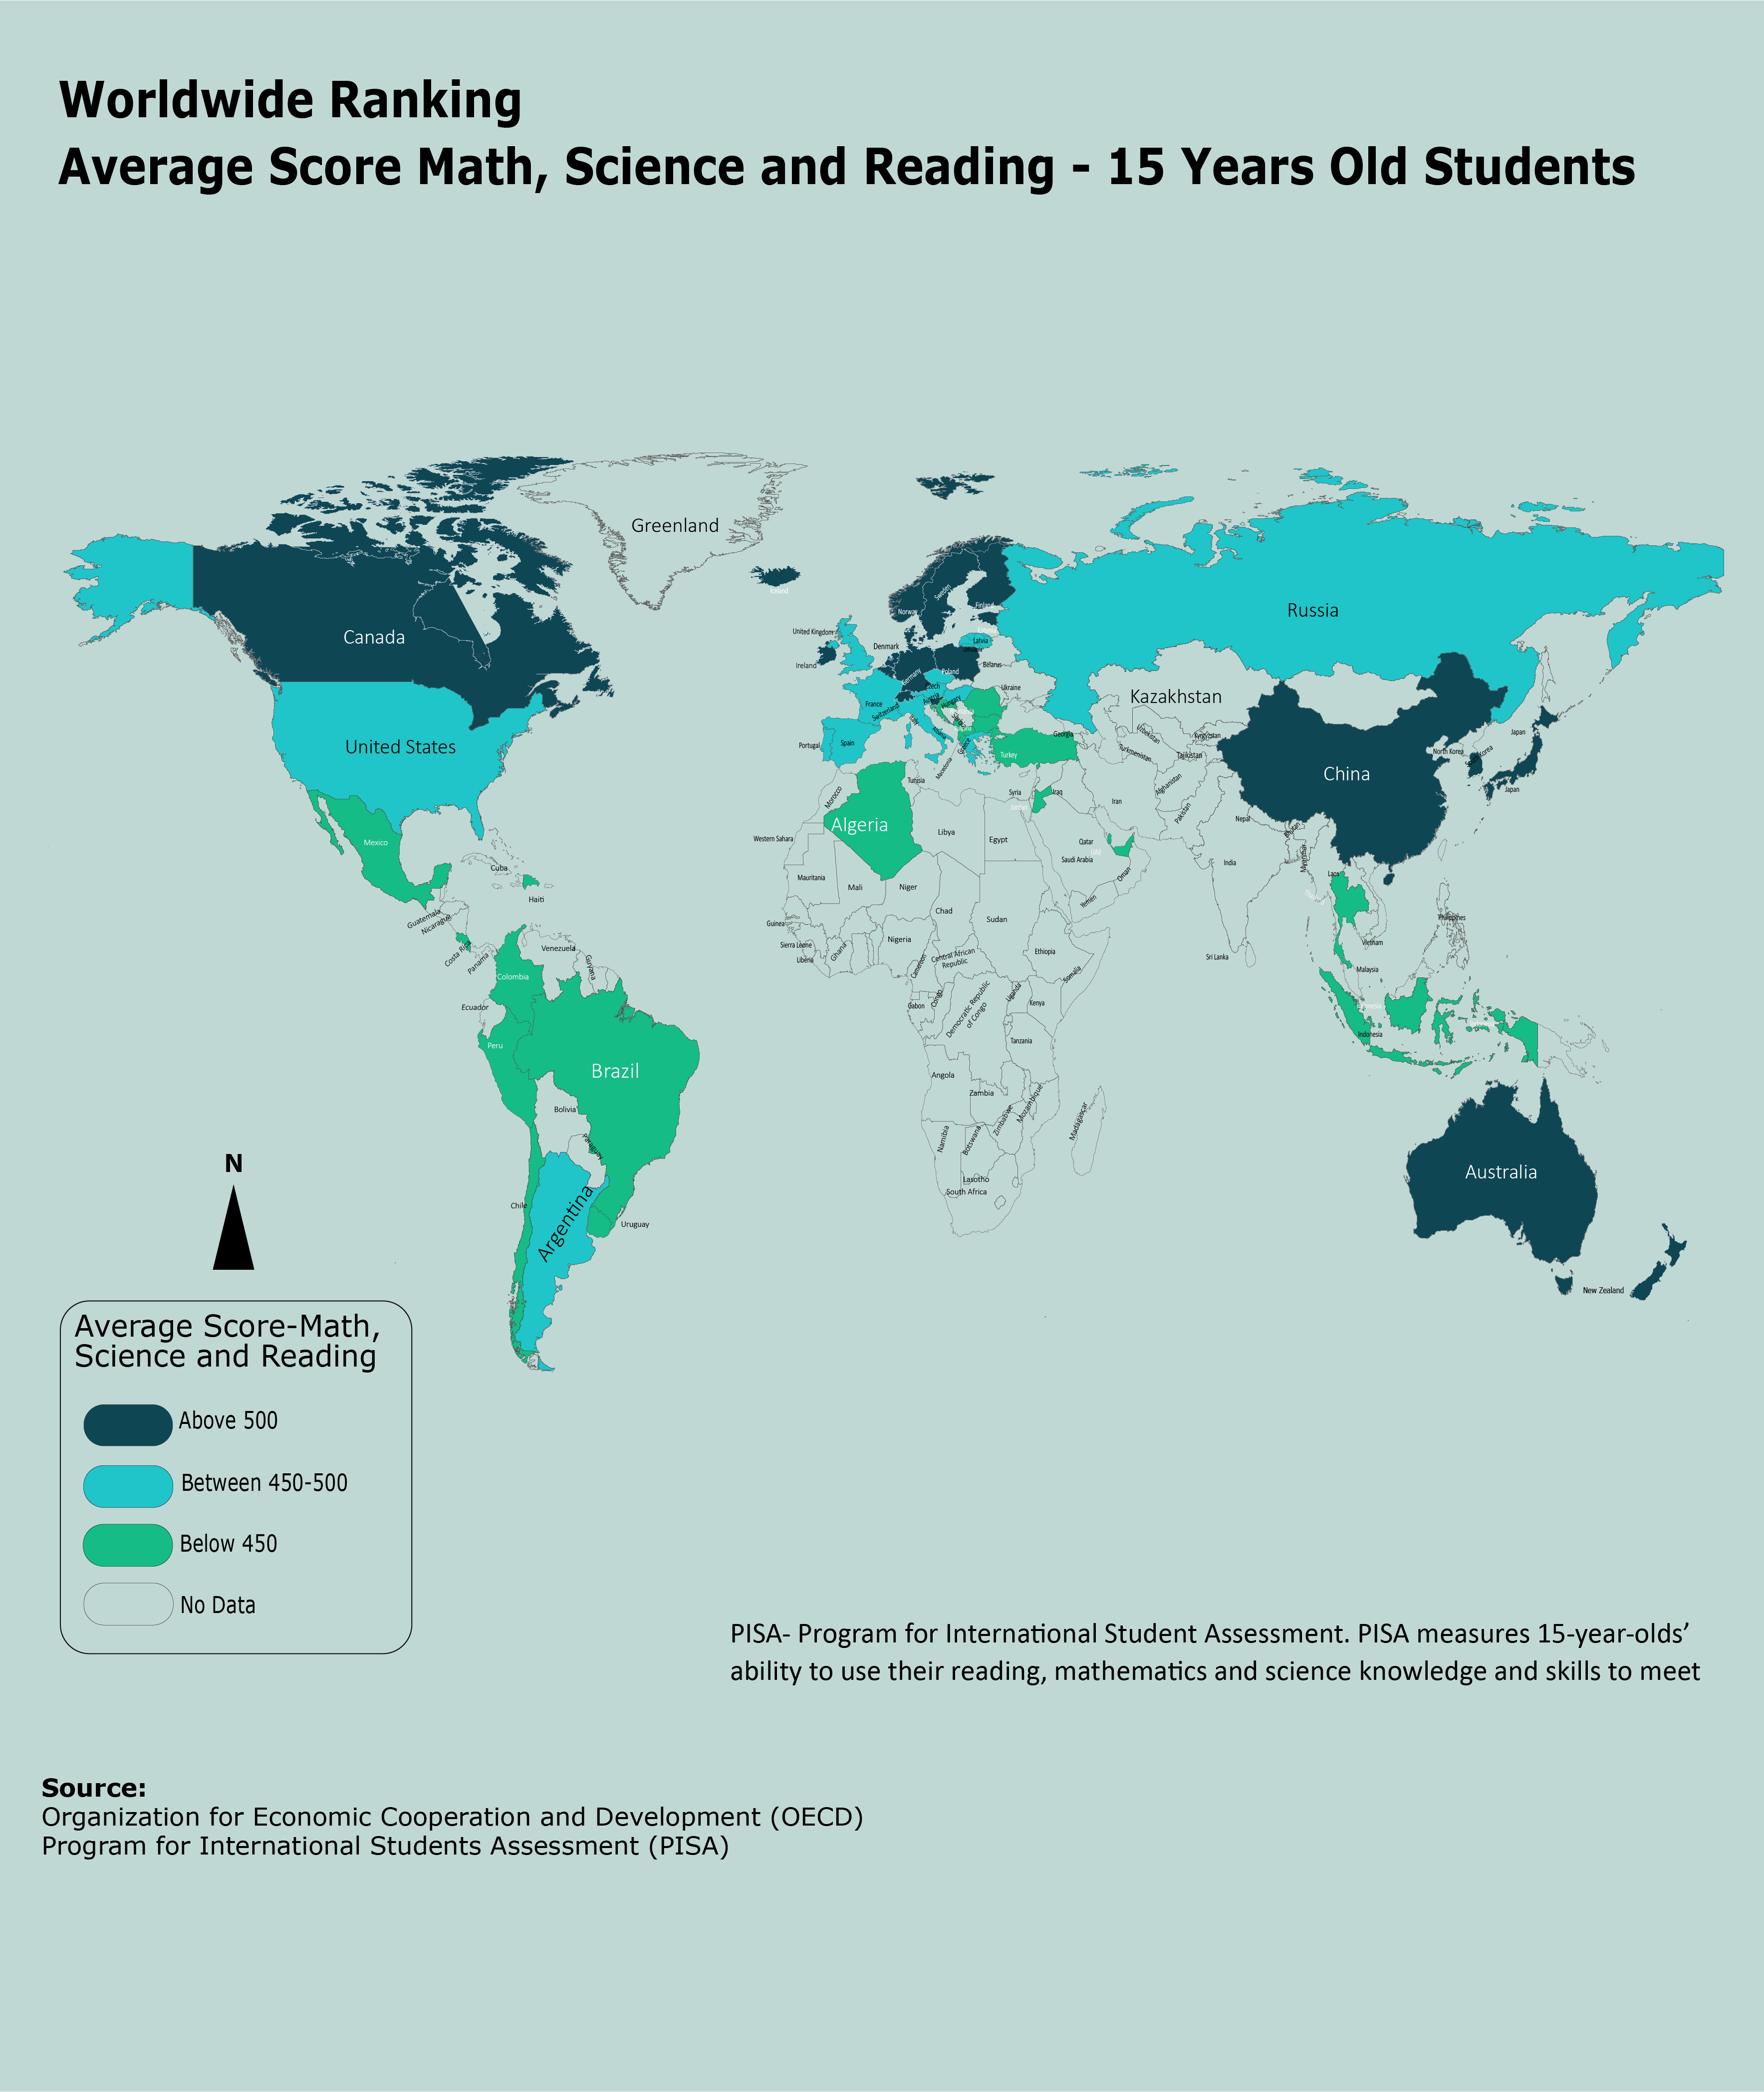 Worldwide Ranking
Average Score Math, Science and Reading - 15 Years Old Students
Greenland
Iceland
Canada
United States
Mexico
Cuba
Haiti
Guatemala
Nicaragua
Costa Rica
Panama
Venezuela
Guyana
Colombia
Ecuador
Peru
Brazil
Bolivia
Paraguay
Chile
Argentina
Uruguay
Norway
Sweden
Finland
United Kingdom
Ireland
Denmark
Latvia
Belarus
Germany
Poland
Czech
Ukraine
France
Switzerland
Austria
Hungary
Portugal
Spain
Italy
Greece
Macedonia
Turkey
Georgia
Russia
Kazakhstan
Uzbekistan
Kyrgyzstan
Turkmenistan
Tajikistan
Afghanistan
Pakistan
Iran
Iraq
Syria
Jordan
Qatar
UAE
Saudi Arabia
Oman
Yemen
China
North Korea
South Korea
Japan
Japan
Nepal
Bhutan
India
Myanmar
Laos
Vietnam
Philippines
Sri Lanka
Malaysia
Indonesia
Australia
New Zealand
Morocco
Tunisia
Algeria
Libya
Egypt
Western Sahara
Mauritania
Mali
Niger
Chad
Sudan
Guinea
Sierra Leone
Liberia
Ghana
Nigeria
Cameroon
Central African
Republic
Ethiopia
Somalia
Gabon
Congo
Democratic Republic
of Congo
Uganda
Kenya
Tanzania
Angola
Zambia
Mozambique
Zimbabwe
Madagascar
Namibia
Botswana
Lasotho
South Africa
N
Average Score-Math,
Science and Reading
Above 500
Between 450-500
Below 450
No Data
PISA- Program for International Student Assessment. PISA measures 15-year-olds’
ability to use their reading, mathematics and science knowledge and skills to meet
Source:
Organization for Economic Cooperation and Development (OECD)
Program for International Students Assessment (PISA)